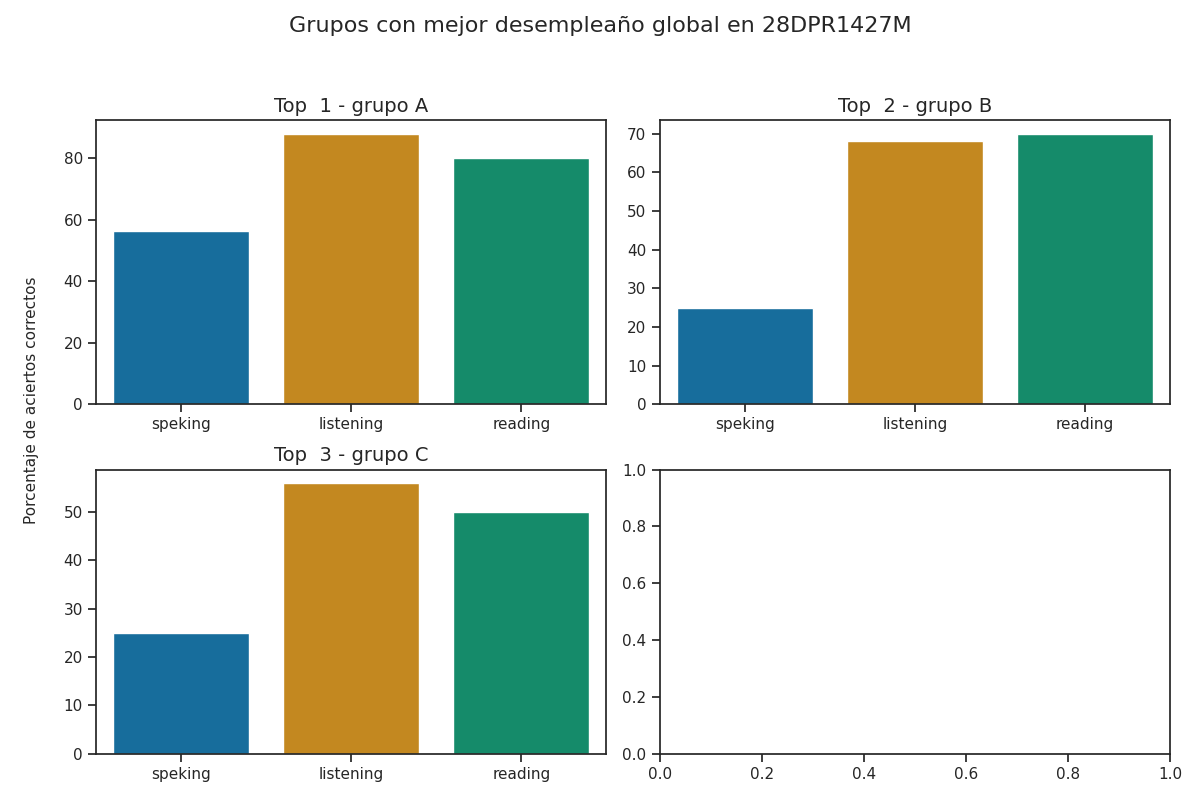 Grupos con mejor desempleaño global en 28DPR1427M
Porcentaje de aciertos correctos
Top  1 - grupo A
80
60
40
20
0
speking listening reading
Top  2 - grupo B
70
60
50
40
30
20
10
0
speking listening reading
Top  3 - grupo C
50
40
30
20
10
0
speking listening reading
1.0
0.8
0.6
0.4
0.2
0.0
0.0 0.2 0.4 0.6 0.8 1.0